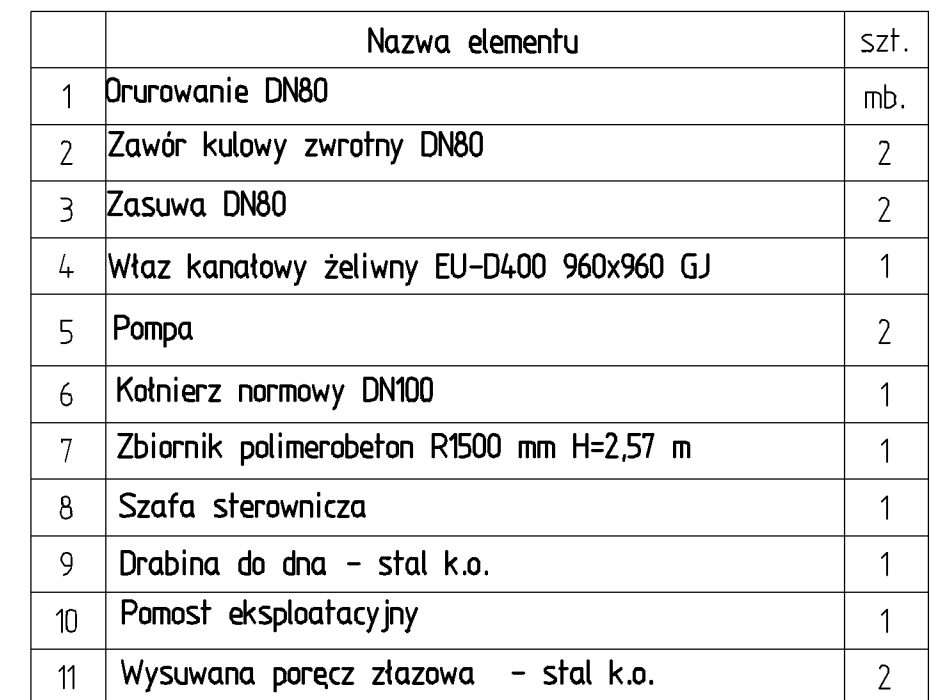 Nazwa elementu szt.
1 Orurowanie DN80 mb.
2 Zawór kulowy zwrotny DN80 2
3 Zasuwa DN80 2
4 Właz kanałowy żeliwny EU-D400 960x960 GJ 1
5 Pompa 2
6 Kołnierz normowy DN100 1
7 Zbiornik polimerobeton R1500 mm H=2,57 m 1
8 Szafa sterownicza 1
9 Drabina do dna - stal k.o. 1
10 Pomost eksploatacyjny 1
11 Wysuwana poręcz złazowa - stal k.o. 2